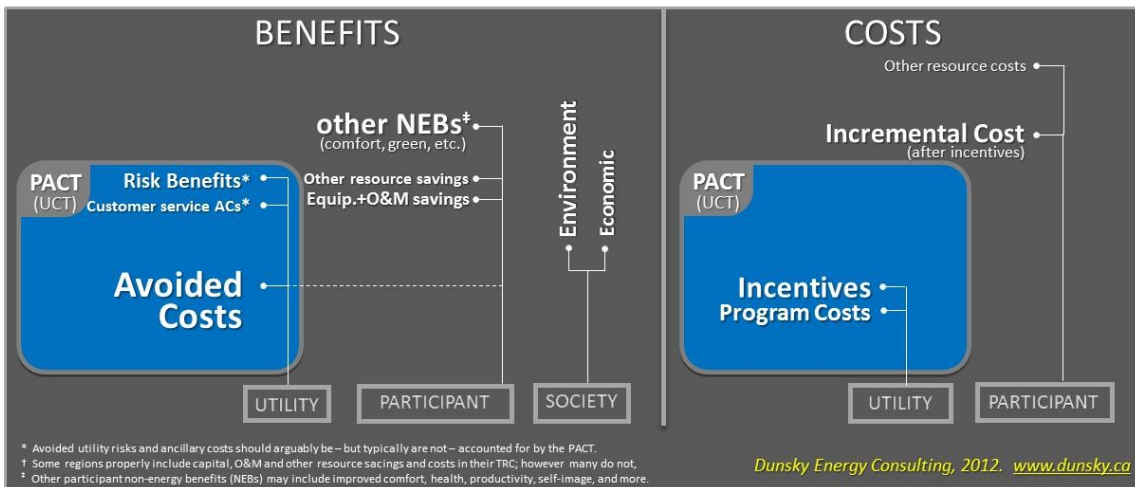 BENEFITS
COSTS
Other resource costs
other NEBs‡
(comfort, green, etc.)
Environment
Economic
Incremental Cost
(after incentives)
PACT
(UCT)
Risk Benefits*
Customer service ACs*
Other resource savings
Equip.+O&M savings
PACT
(UCT)
Avoided
Costs
Incentives
Program Costs
UTILITY
PARTICIPANT
SOCIETY
UTILITY
PARTICIPANT
* Avoided utility risks and ancillary costs should arguably be – but typically are not – accounted for by the PACT.
† Some regions properly include capital, O&M and other resource sacings and costs in their TRC; however many do not,
‡ Other participant non-energy benefits (NEBs) may include improved comfort, health, productivity, self-image, and more.
Dunsky Energy Consulting, 2012. www.dunsky.ca